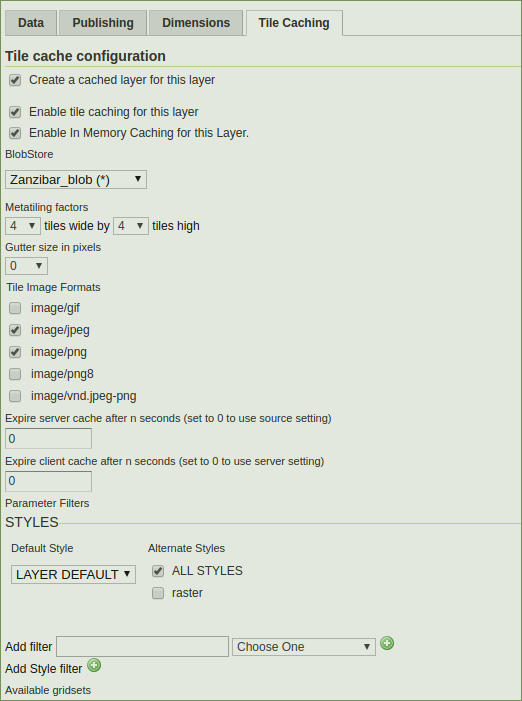 Data Publishing Dimensions Tile Caching
Tile cache configuration
Create a cached layer for this layer
Enable tile caching for this layer
Enable In Memory Caching for this Layer.
BlobStore
Zanzibar_blob (*)
Metatiling factors
4 tiles wide by 4 tiles high
Gutter size in pixels
0
Tile Image Formats
image/gif
image/jpeg
image/png
image/png8
image/vnd.jpeg-png
Expire server cache after n seconds (set to 0 to use source setting)
0
Expire client cache after n seconds (set to 0 to use server setting)
0
Parameter Filters
STYLES
Default Style Alternate Styles
LAYER DEFAULT ALL STYLES
raster
Add filter Choose One
Add Style filter
Available gridsets